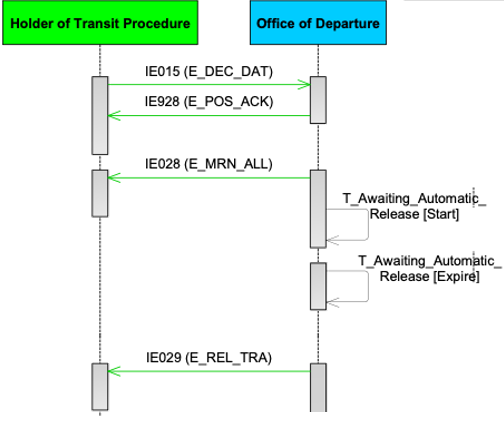 Holder of Transit Procedure
Office of Departure
IE015 (E_DEC_DAT)
IE928 (E_POS_ACK)
IE028 (E_MRN_ALL)
T_Awaiting_Automatic_
Release [Start]
T_Awaiting_Automatic_
Release [Expire]
IE029 (E_REL_TRA)